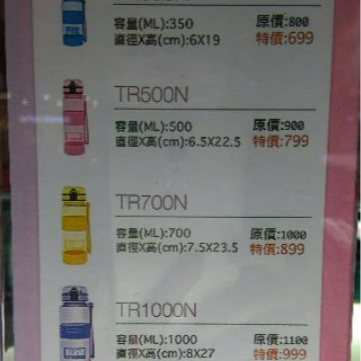 容量(ML):350 原價:800
直徑X高(cm):6X19 特價:699
TR500N
容量(ML):500 原價:900
直徑X高(cm):6.5X22.5 特價:799
TR700N
容量(ML):700 原價:1000
直徑X高(cm):7.5X23.5 特價:899
TR1000N
容量(ML):1000 原價:1100
直徑X高(cm):8X27 特價:999